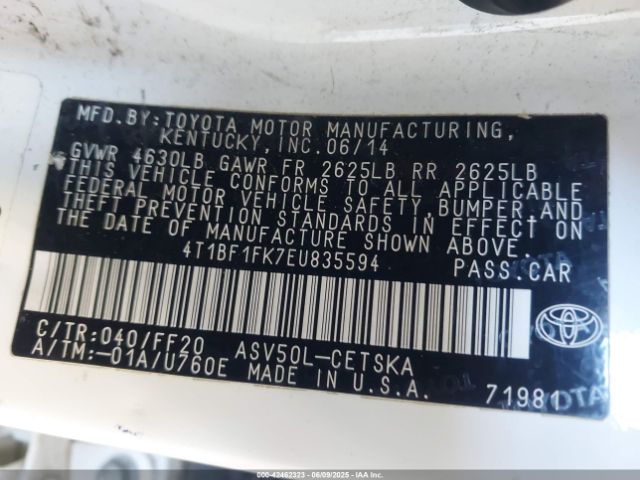 MFD.BY:TOYOTA MOTOR MANUFACTURING,
KENTUCKY,INC.06/14
GVWR 4630LB GAWR FR 2625LB RR 2625LB
THIS VEHICLE CONFORMS TO ALL APPLICABLE
FEDERAL MOTOR VEHICLE SAFETY,BUMPER,AND
THEFT PREVENTION STANDARDS IN EFFECT ON
THE DATE OF MANUFACTURE SHOWN ABOVE.
4T1BF1FK7EU835594 PASS.CAR
C/TR:040/FF20 ASV50L-CETSKA
A/TM:-01A/U760E MADE IN U.S.A.
71981
000-42462323 - 06/09/2025 - IAAI.COM